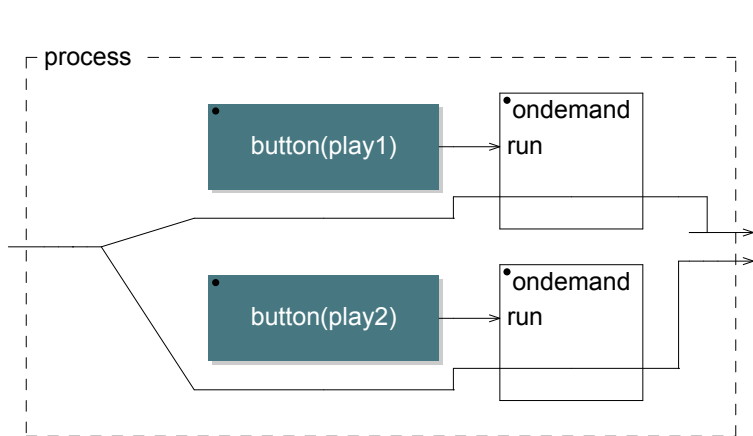 process
ondemand
button(play1)
run
ondemand
button(play2)
run